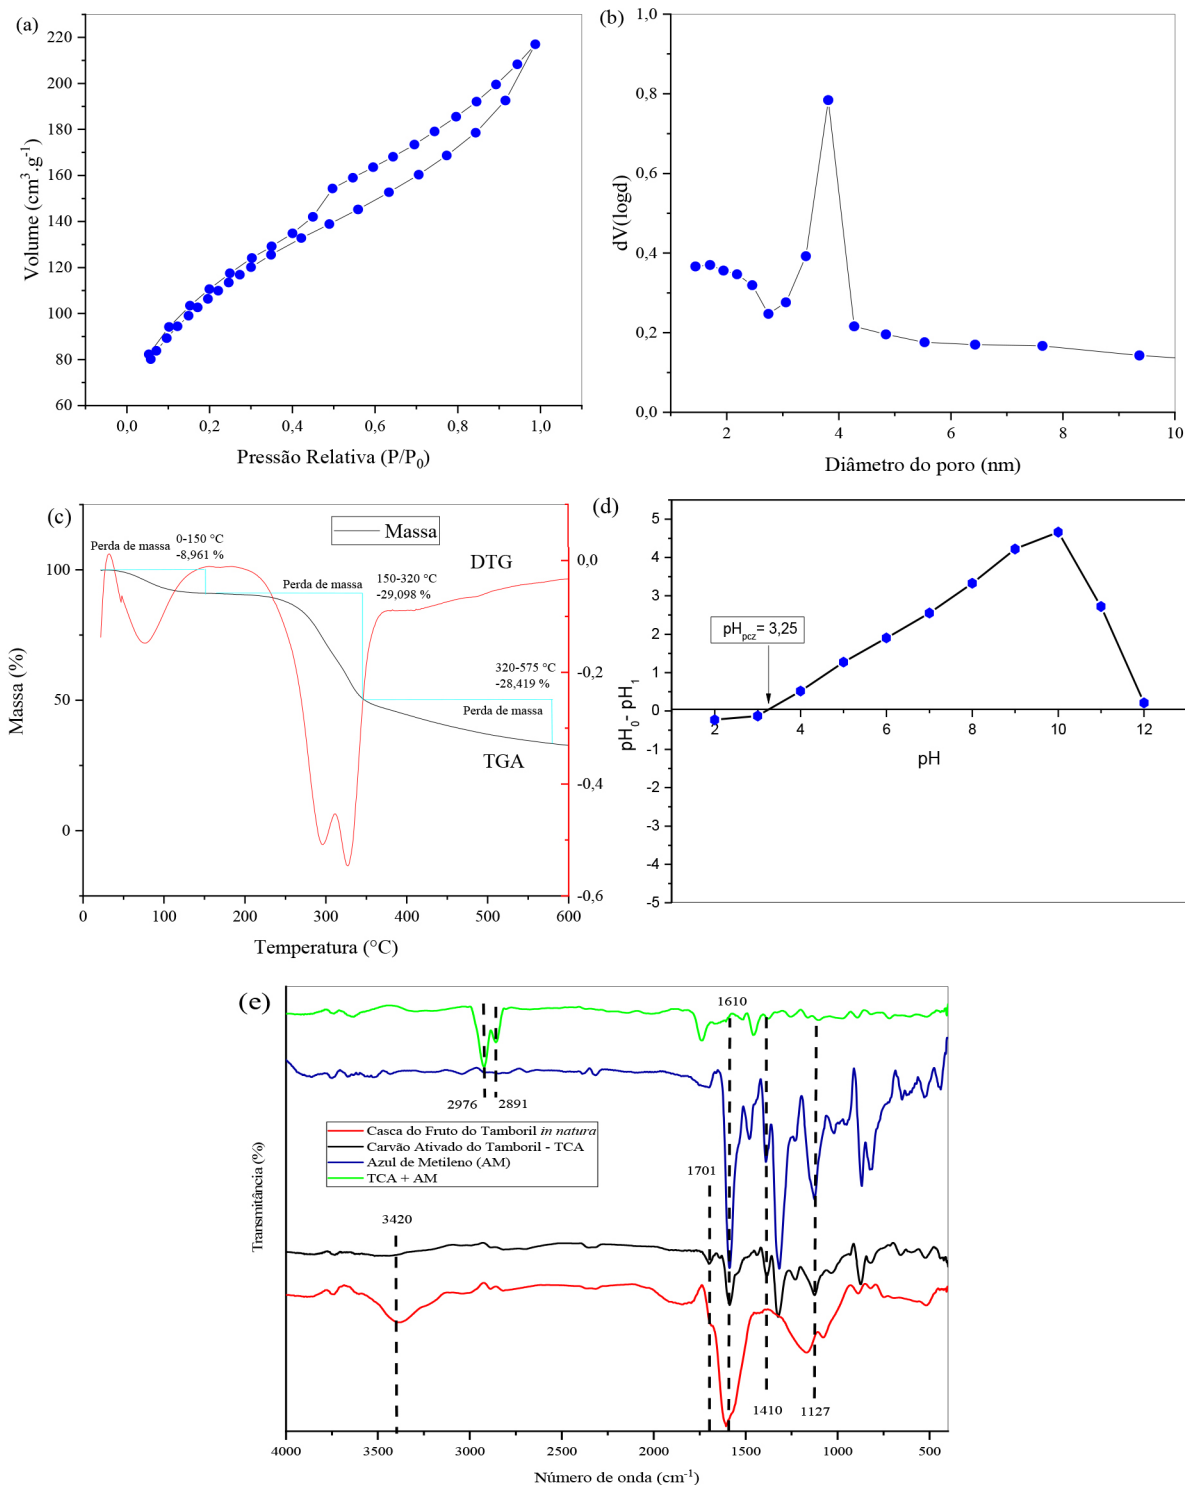 (a)
220
200
180
160
140
120
100
80
60
Volume (cm³.g⁻¹)
0,0 0,2 0,4 0,6 0,8 1,0
Pressão Relativa (P/P₀)
(b)
1,0
0,8
0,6
0,4
0,2
0,0
dV(logd)
2 4 6 8 10
Diâmetro do poro (nm)
(c)
Massa
0-150 °C
Perda de massa
-8,961 %
DTG
150-320 °C
Perda de massa
-29,098 %
320-575 °C
-28,419 %
Perda de massa
TGA
100
50
0
Massa (%)
0,0
-0,2
-0,4
-0,6
0 100 200 300 400 500 600
Temperatura (°C)
(d)
5
4
3
2
1
0
-1
-2
-3
-4
-5
pH₀- pH₁
pHpcz= 3,25
2 4 6 8 10 12
pH
(e)
1610
2976 2891
Casca do Fruto do Tamboril in natura
Carvão Ativado do Tamboril - TCA
Azul de Metileno (AM)
TCA + AM
1701
3420
1410 1127
Transmitância (%)
4000 3500 3000 2500 2000 1500 1000 500
Número de onda (cm⁻¹)